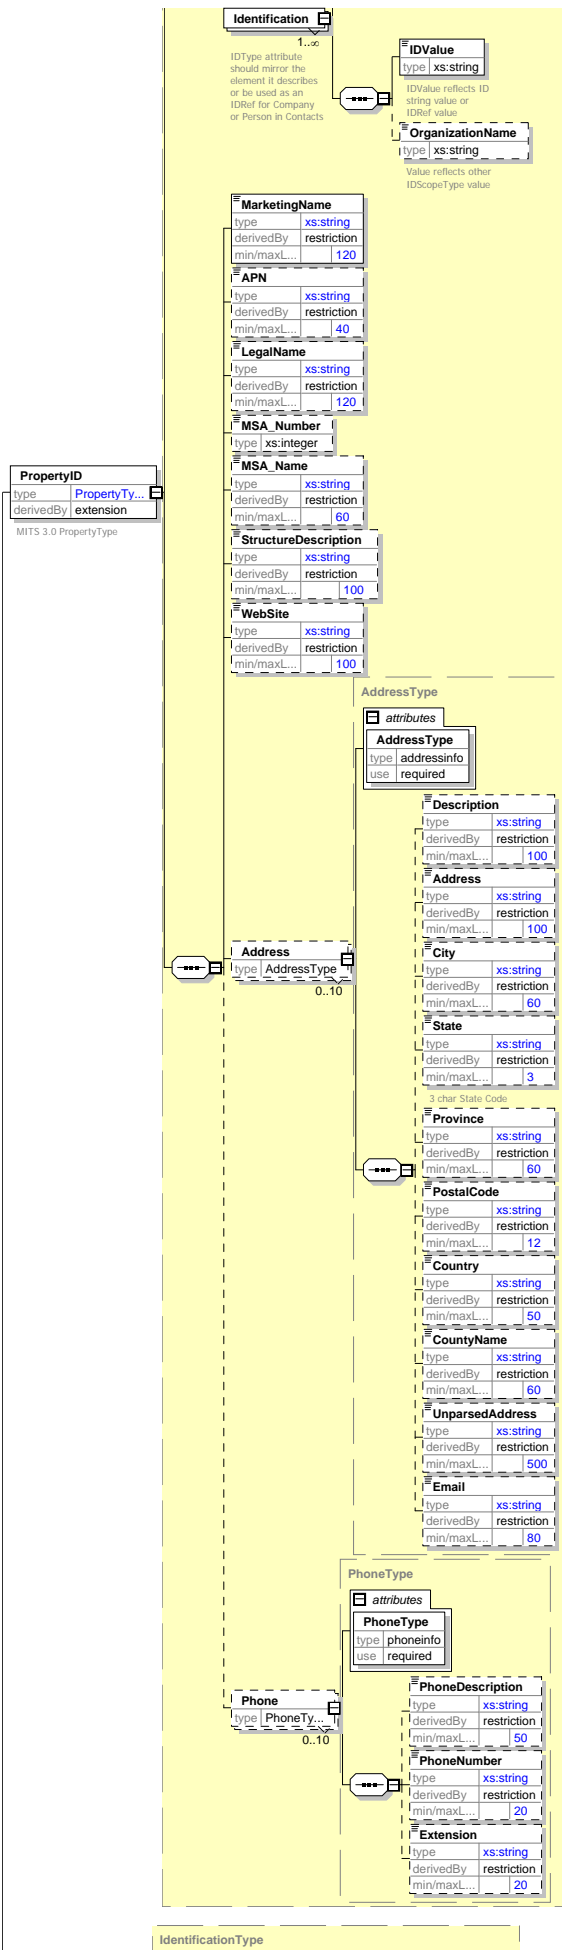 Identification
1..∞
IDType attribute
should mirror the
element it describes
or be used as an
IDRef for Company
or Person in Contacts
IDValue
type xs:string
IDValue reflects ID
string value or
IDRef value
OrganizationName
type xs:string
Value reflects other
IDScopeType value
MarketingName
type xs:string
derivedBy restriction
min/maxL... 120
APN
type xs:string
derivedBy restriction
min/maxL... 40
LegalName
type xs:string
derivedBy restriction
min/maxL... 120
MSA_Number
type xs:integer
MSA_Name
type xs:string
derivedBy restriction
min/maxL... 60
PropertyID
type PropertyTy...
derivedBy extension
MITS 3.0 PropertyType
StructureDescription
type xs:string
derivedBy restriction
min/maxL... 100
WebSite
type xs:string
derivedBy restriction
min/maxL... 100
AddressType
attributes
AddressType
type addressinfo
use required
Description
type xs:string
derivedBy restriction
min/maxL... 100
Address
type xs:string
derivedBy restriction
min/maxL... 100
Address
type AddressType
0..10
City
type xs:string
derivedBy restriction
min/maxL... 60
State
type xs:string
derivedBy restriction
min/maxL... 3
3 char State Code
Province
type xs:string
derivedBy restriction
min/maxL... 60
PostalCode
type xs:string
derivedBy restriction
min/maxL... 12
Country
type xs:string
derivedBy restriction
min/maxL... 50
CountyName
type xs:string
derivedBy restriction
min/maxL... 60
UnparsedAddress
type xs:string
derivedBy restriction
min/maxL... 500
Email
type xs:string
derivedBy restriction
min/maxL... 80
PhoneType
attributes
PhoneType
type phoneinfo
use required
Phone
type PhoneTy...
0..10
PhoneDescription
type xs:string
derivedBy restriction
min/maxL... 50
PhoneNumber
type xs:string
derivedBy restriction
min/maxL... 20
Extension
type xs:string
derivedBy restriction
min/maxL... 20
IdentificationType